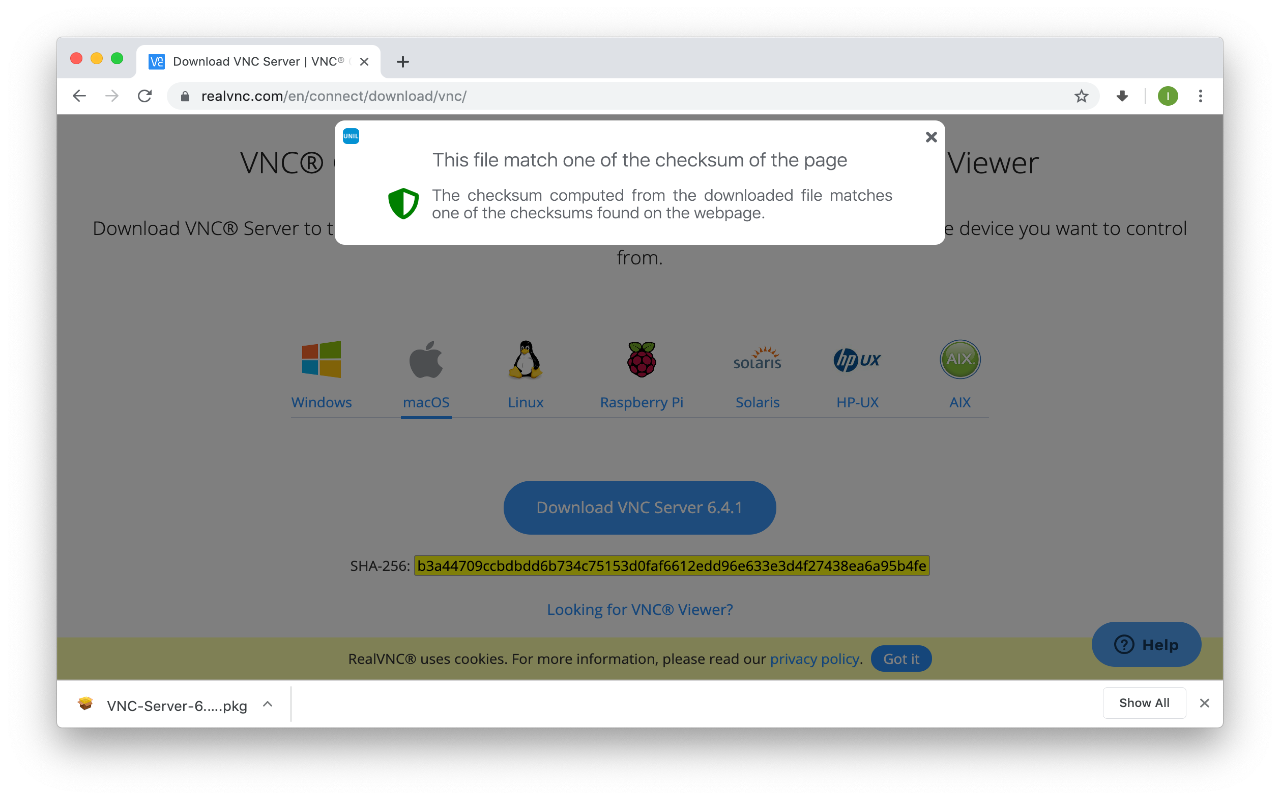 Download VNC Server | VNC®
realvnc.com/en/connect/download/vnc/
I
UNIL
This file match one of the checksum of the page
The checksum computed from the downloaded file matches
one of the checksums found on the webpage.
VNC® Viewer
Download VNC® Server to t e device you want to control
from.
solaris
hp UX
AIX
Windows macOS Linux Raspberry Pi Solaris HP-UX AIX
Download VNC Server 6.4.1
SHA-256: b3a44709ccbdbdd6b734c75153d0faf6612edd96e633e3d4f27438ea6a95b4fe
Looking for VNC® Viewer?
Help
RealVNC® uses cookies. For more information, please read our privacy policy. Got it
VNC-Server-6.....pkg
Show All